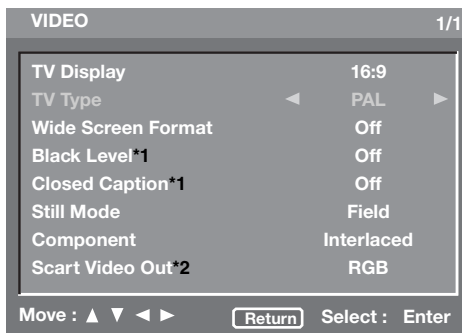 VIDEO 1/1
TV Display 16:9
TV Type ◄ PAL ►
Wide Screen Format Off
Black Level*1 Off
Closed Caption*1 Off
Still Mode Field
Component Interlaced
Scart Video Out*2 RGB
Move : ▲ ▼ ◄ ► Return Select : Enter